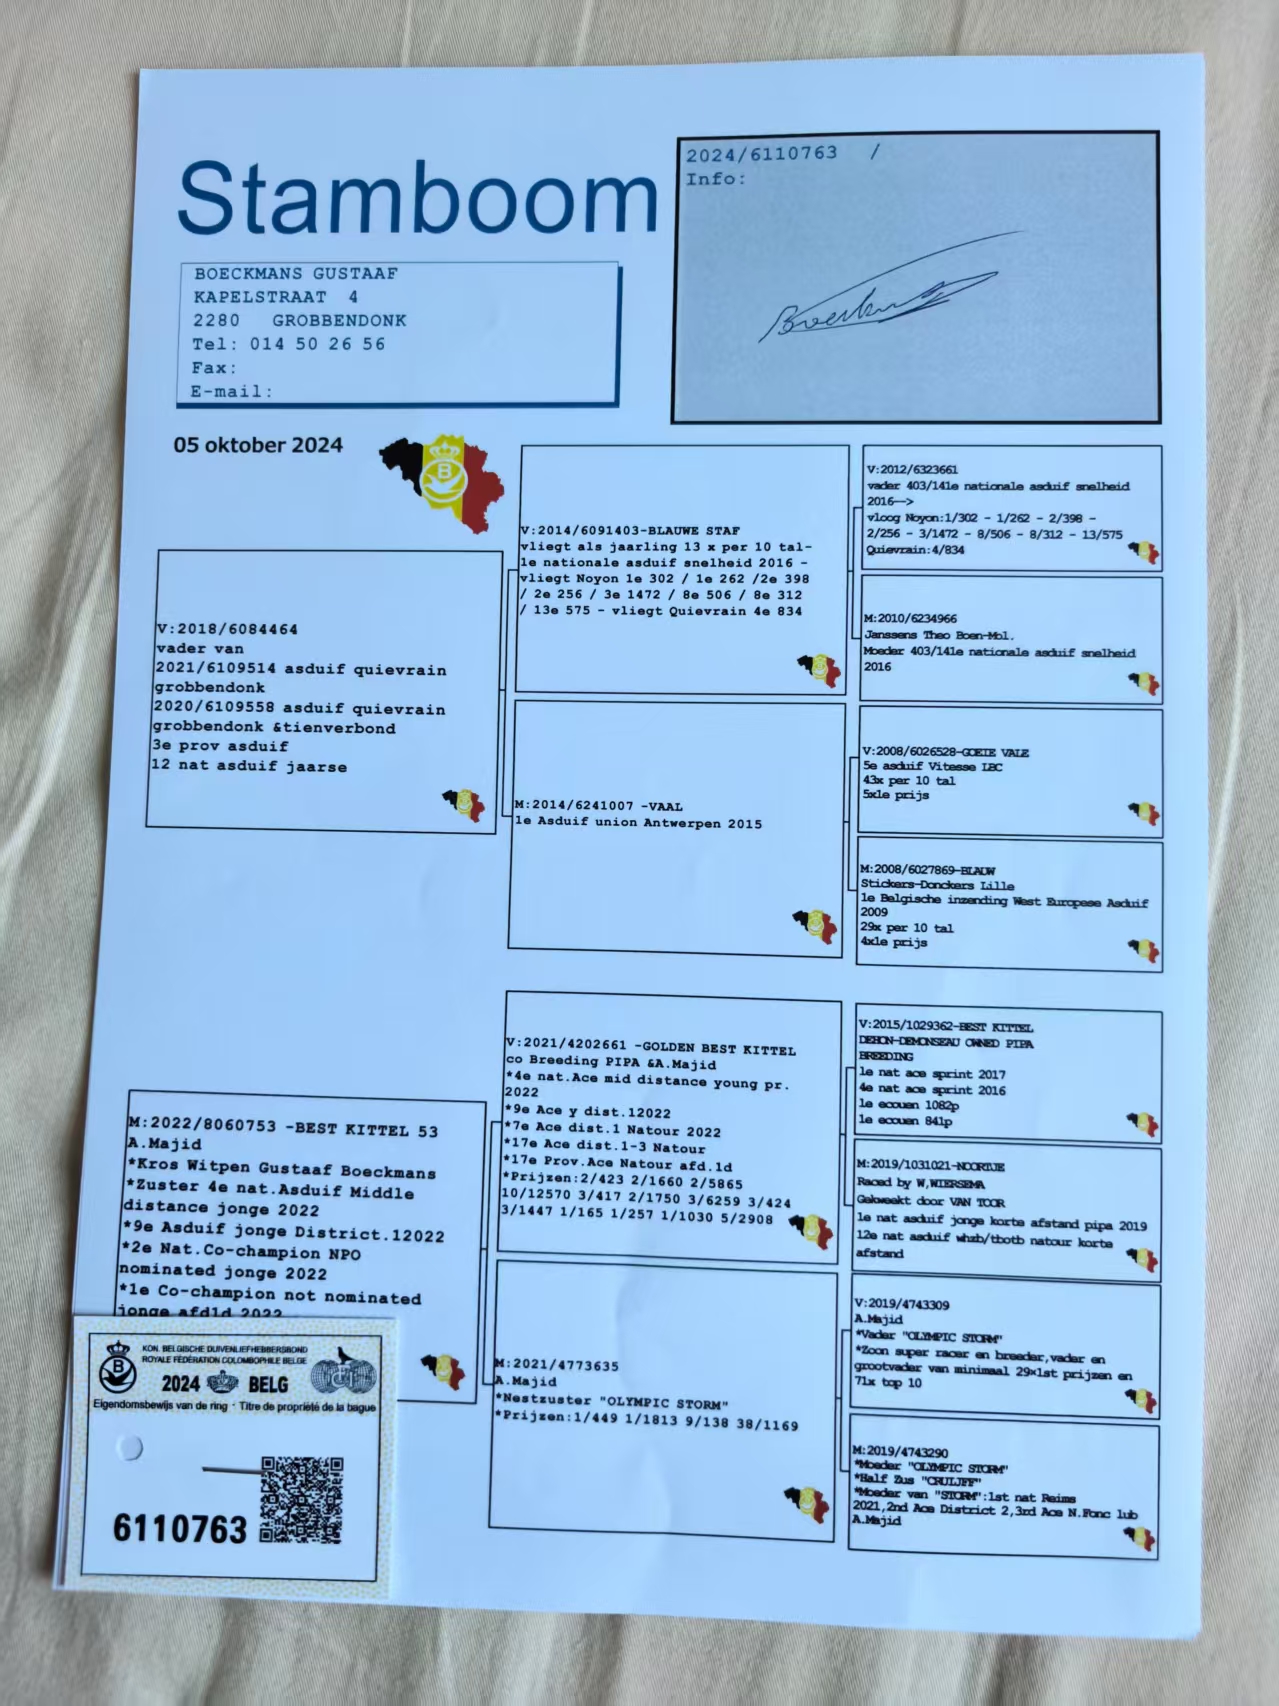 Stamboom
BOECKMANS GUSTAAF
KAPELSTRAAT 4
2280 GROBBENDONK
Tel: 014 50 26 56
Fax:
E-mail:
2024/6110763 /
Info:
05 oktober 2024
B
V:2018/6084464
vader van
2021/6109514 asduif quievrain
grobbendonk
2020/6109558 asduif quievrain
grobbendonk &tienverbond
3e prov asduif
12 nat asduif jaarse
V:2014/6091403-BLAUWE STAF
vliegt als jaarling 13 x per 10 tal-
1e nationale asduif snelheid 2016 -
vliegt Noyon 1e 302 / 1e 262 /2e 398
/ 2e 256 / 3e 1472 / 8e 506 / 8e 312
/ 13e 575 - vliegt Quievrain 4e 834
M:2014/6241007 -VAAL
1e Asduif union Antwerpen 2015
V:2012/6323661
vader 403/141e nationale asduif snelheid
2016-->
vloog Noyon:1/302 - 1/262 - 2/398 -
2/256 - 3/1472 - 8/506 - 8/312 - 13/575
Quievrain:4/834
M:2010/6234966
Janssens Theo Boen-Mol.
Moeder 403/141e nationale asduif snelheid
2016
V:2008/6026528-GOEIE VALE
5e asduif Vitesse LBC
43x per 10 tal
5x1e prijs
M:2008/6027869-BLAUW
Stickers-Donckers Lille
1e Belgische inzending West Europese Asduif
2009
29x per 10 tal
4x1e prijs
M:2022/8060753 -BEST KITTEL 53
A.Majid
*Kros Witpen Gustaaf Boeckmans
*Zuster 4e nat.Asduif Middle
distance jonge 2022
*9e Asduif jonge District.12022
*2e Nat.Co-champion NPO
nominated jonge 2022
*1e Co-champion not nominated
jonge afd1d 2022
V:2021/4202661 -GOLDEN BEST KITTEL
co Breeding PIPA &A.Majid
*4e nat.Ace mid distance young pr.
2022
*9e Ace y dist.12022
*7e Ace dist.1 Natour 2022
*17e Ace dist.1-3 Natour
*17e Prov.Ace Natour afd.1d
*Prijzen:2/423 2/1660 2/5865
10/12570 3/417 2/1750 3/6259 3/424
3/1447 1/165 1/257 1/1030 5/2908
M:2021/4773635
A.Majid
*Nestzuster "OLYMPIC STORM"
*Prijzen:1/449 1/1813 9/138 38/1169
V:2015/1029362-BEST KITTEL
DEHON-DEMONSEAU OWNED PIPA
BREEDING
1e nat ace sprint 2017
4e nat ace sprint 2016
1e ecouen 1082p
1e ecouen 841p
M:2019/1031021-NOORTJE
Raced by W,WIERSEMA
Gekweekt door VAN TOOR
1e nat asduif jonge korte afstand pipa 2019
12e nat asduif whzb/tbotb natour korte
afstand
V:2019/4743309
A.Majid
*Vader "OLYMPIC STORM"
*Zoon super racer en breeder,vader en
grootvader van minimaal 29x1st prijzen en
71x top 10
M:2019/4743290
*Moeder "OLYMPIC STORM"
*Half Zus "CRUIJFF"
*Moeder van "STORM":1st nat Reims
2021,2nd Ace District 2,3rd Ace N.Fonc lub
A.Majid
KON. BELGISCHE DUIVENLIEFHEBBERSBOND
ROYALE FÉDÉRATION COLOMBOPHILE BELGE
B
2024 BELG
FCI
Eigendomsbewijs van de ring - Titre de propriété de la bague
6110763